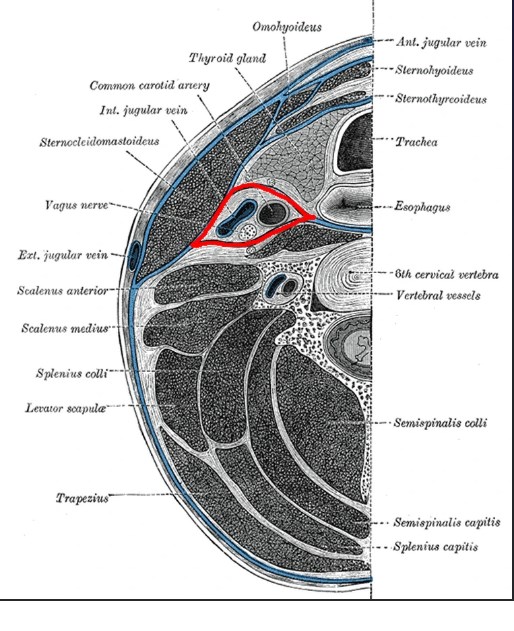 Omohyoideus
Thyroid gland
Common carotid artery
Int. jugular vein
Sternocleidomastoideus
Vagus nerve
Ext. jugular vein
Scalenus anterior
Scalenus medius
Splenius colli
Levator scapulæ
Trapezius
Ant. jugular vein
Sternohyoideus
Sternothyreoideus
Trachea
Esophagus
6th cervical vertebra
Vertebral vessels
Semispinalis colli
Semispinalis capitis
Splenius capitis